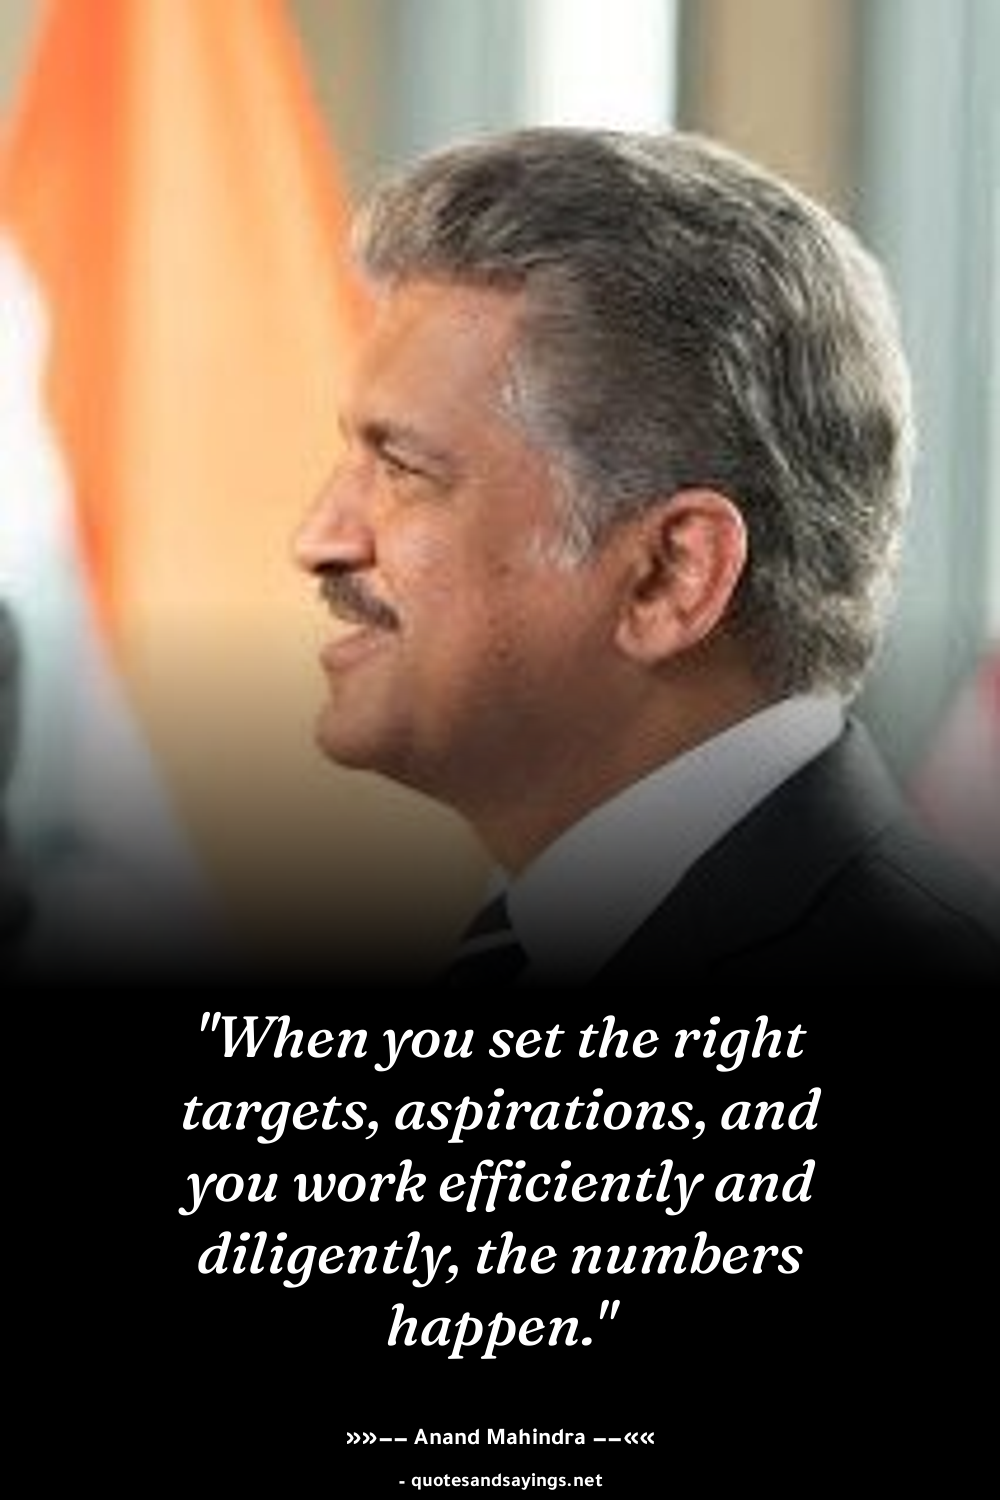 "When you set the right
targets, aspirations, and
you work efficiently and
diligently, the numbers
happen."
»»–– Anand Mahindra ––««
- quotesandsayings.net